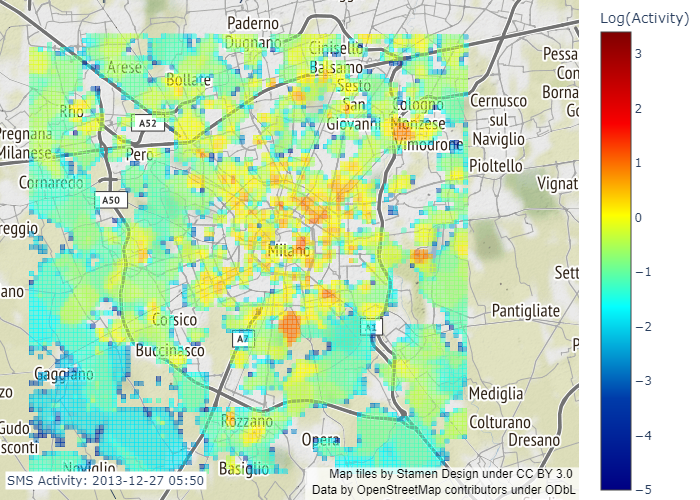 Paderno
Dugnano
Cinisello
Balsamo
Arese
Bollate
Sesto
San
Giovanni
Cologno
Monzese
Vimodrone
Rho
A52
Pregnana
Milanese
Pero
Cornaredo
A50
reggio
Milano
ano
Corsico
Buccinasco
A7
A1
Gaggiano
zo
Gudo
sconti
Rozzano
Opera
Noviglio
Basiglio
Pessa
Con
Borna
Go
Cernusco
sul
Naviglio
Pioltello
Vignat
Sett
Pantigliate
P
Mediglia
Colturano
Dresano
SMS Activity: 2013-12-27 05:50
Map tiles by Stamen Design under CC BY 3.0
Data by OpenStreetMap contributors under ODbL
Log(Activity)
3
2
1
0
−1
−2
−3
−4
−5